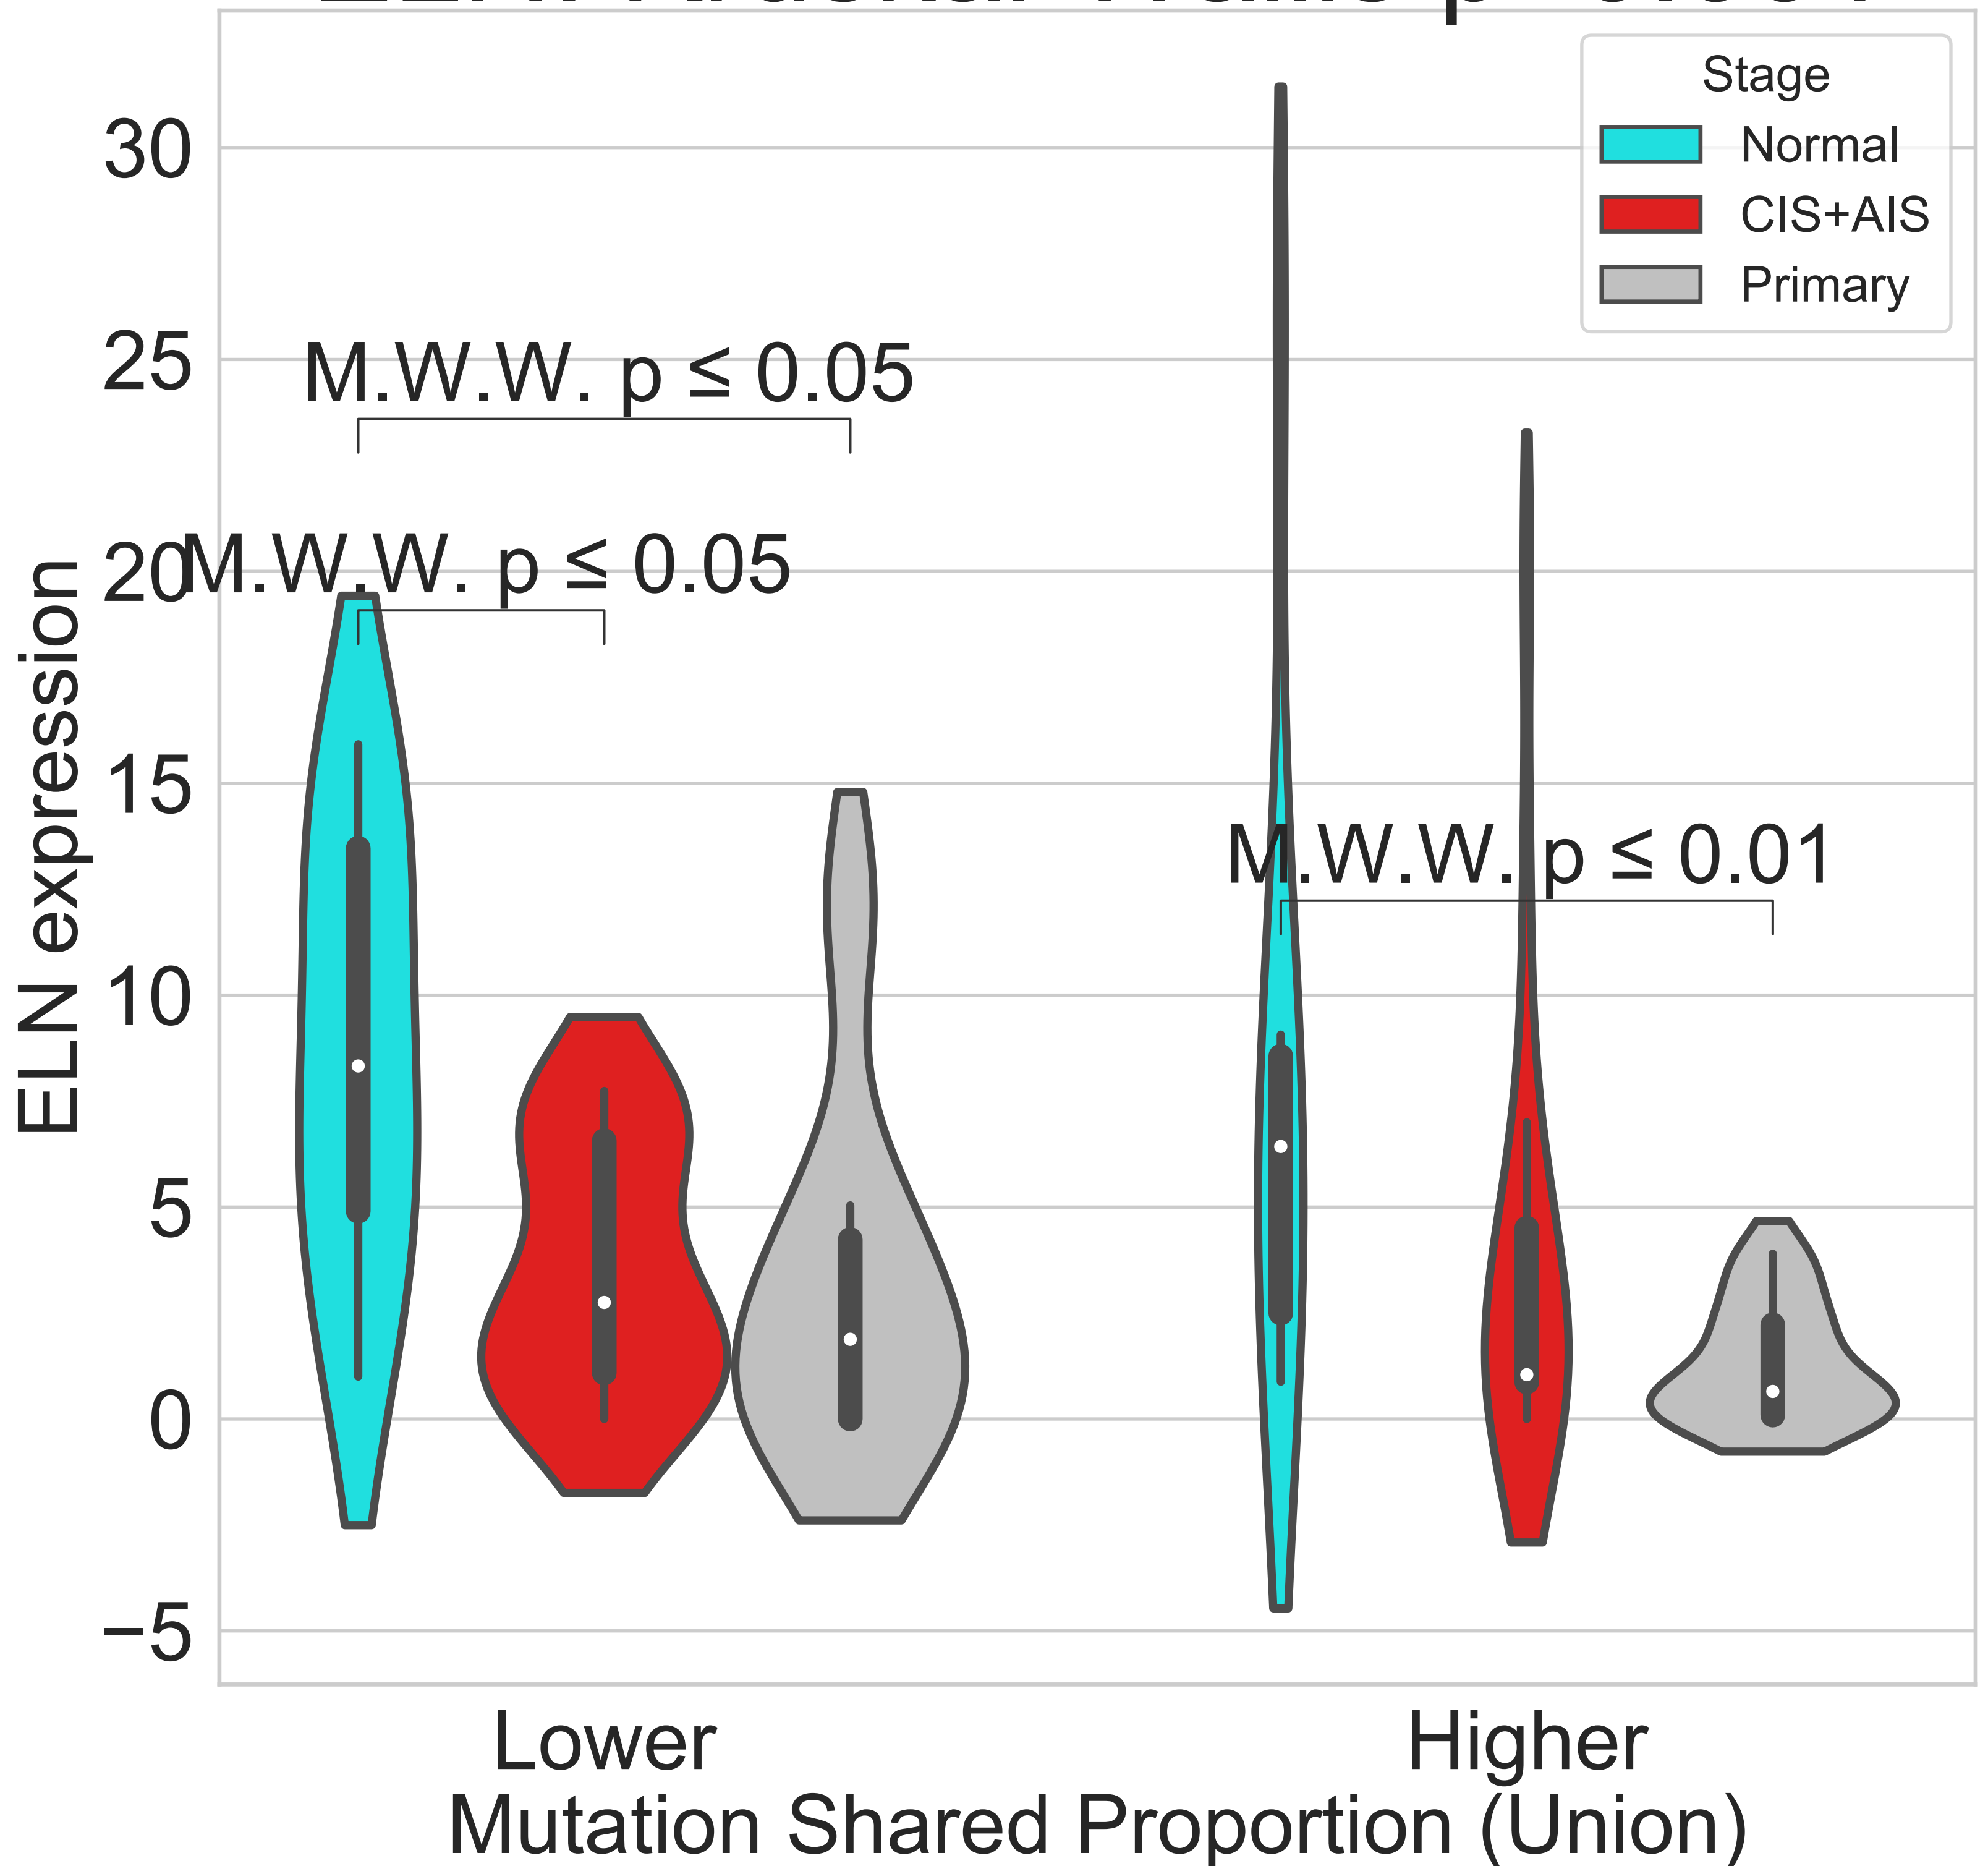 Stage
Normal
CIS+AIS
Primary
30
25
20
15
10
5
0
−5
ELN expression
M.W.W. p ≤ 0.05
M.W.W. p ≤ 0.05
M.W.W. p ≤ 0.01
Lower
Higher
Mutation Shared Proportion (Union)